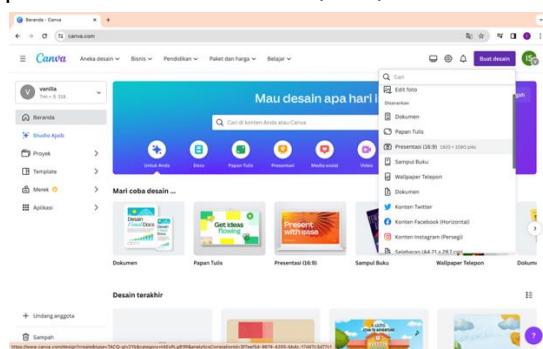 Beranda - Canva
canva.com
Canva
Aneka desain
Bisnis
Pendidikan
Paket dan harga
Belajar
Buat desain
vanilla
Beranda
Studio Ajaib
Proyek
Template
Merek
Aplikasi
Undang anggota
Sampah
Mau desain apa hari i
Cari di konten Anda atau Canva
Untuk Anda
Docs
Papan Tulis
Presentasi
Media sosial
Video
Cari
Edit foto
Disarankan
Dokumen
Papan Tulis
Presentasi (16:9) 1920 × 1080 piks
Sampul Buku
Wallpaper Telepon
Dokumen
Konten Twitter
Konten Facebook (Horizontal)
Konten Instagram (Persegi)
Mari coba desain ...
Get ideas
flowing
Present
with ease
Dokumen
Papan Tulis
Presentasi (16:9)
Sampul Buku
Wallpaper Telepon
Dokum
Desain terakhir